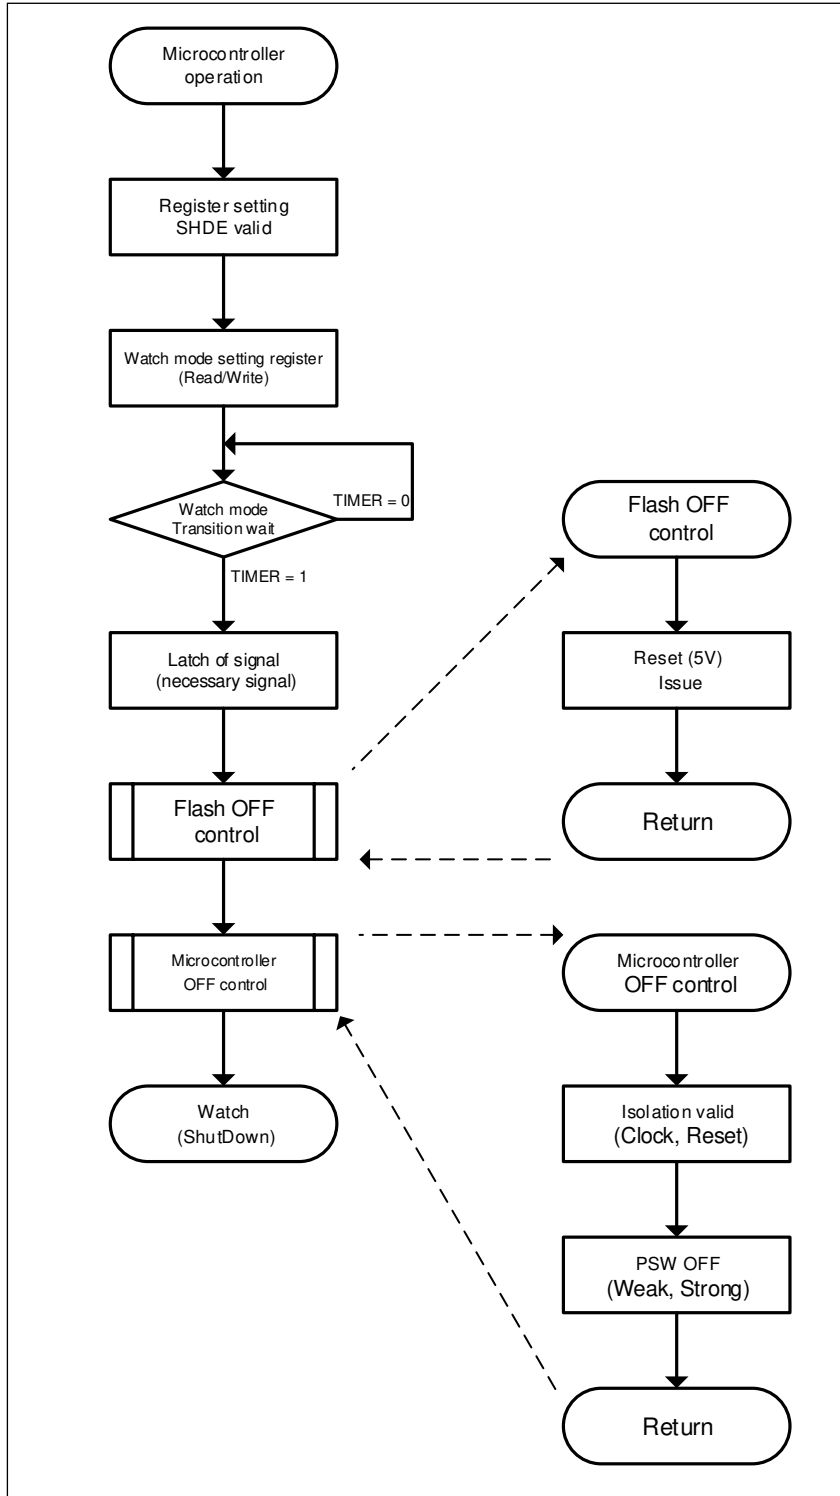 Microcontroller
operation
Register setting
SHDE valid
Watch mode setting register
(Read/Write)
Watch mode
Transition wait
TIMER = 0
TIMER = 1
Latch of signal
(necessary signal)
Flash OFF
control
Microcontroller
OFF control
Watch
(ShutDown)
Flash OFF
control
Reset (5V)
Issue
Return
Microcontroller
OFF control
Isolation valid
(Clock, Reset)
PSW OFF
(Weak, Strong)
Return